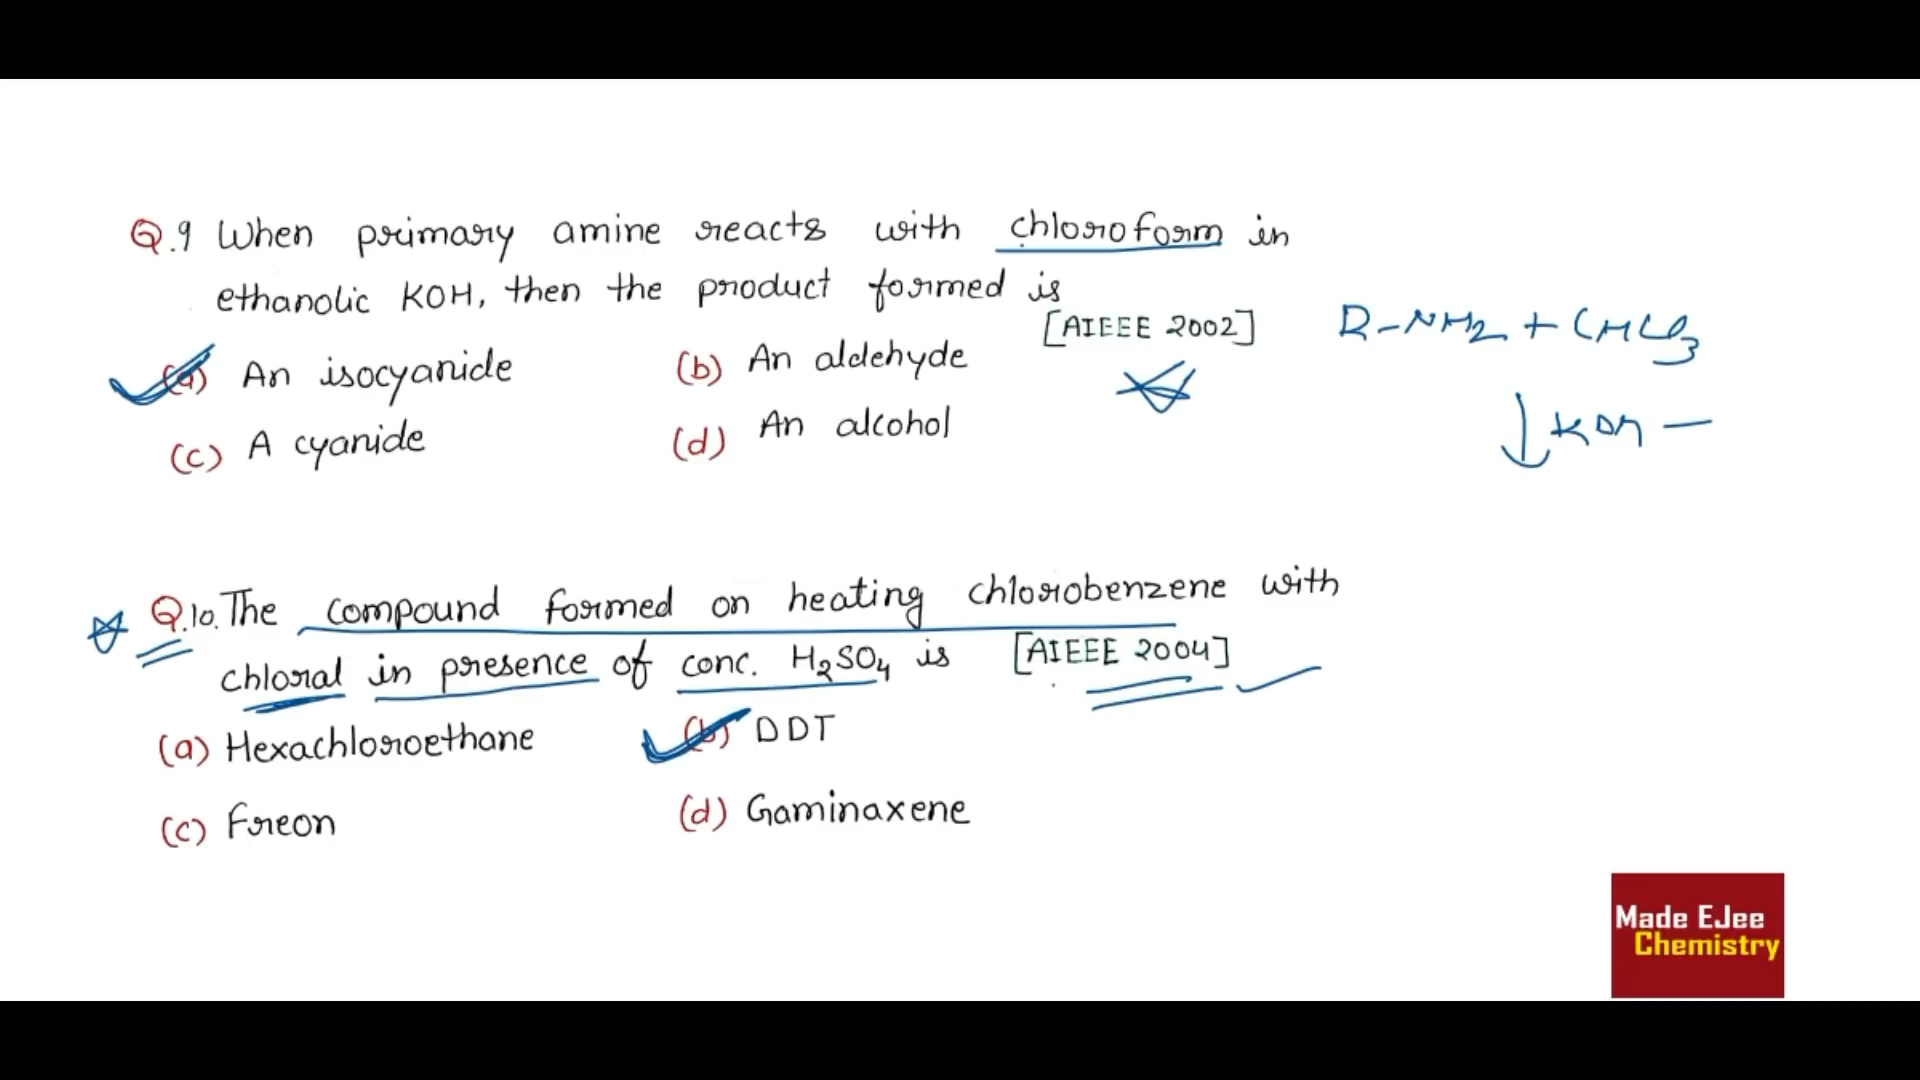 Q.9 When primary amine reacts with chloroform in
ethanolic KOH, then the product formed is
[AIEEE 2002]
(a) An isocyanide (b) An aldehyde
(c) A cyanide (d) An alcohol
R-NH2 + CHCl3
↓ KOH —
Q.10. The compound formed on heating chlorobenzene with
chloral in presence of conc. H2SO4 is [AIEEE 2004]
(a) Hexachloroethane (b) DDT
(c) Freon (d) Gaminaxene
Made EJee
Chemistry